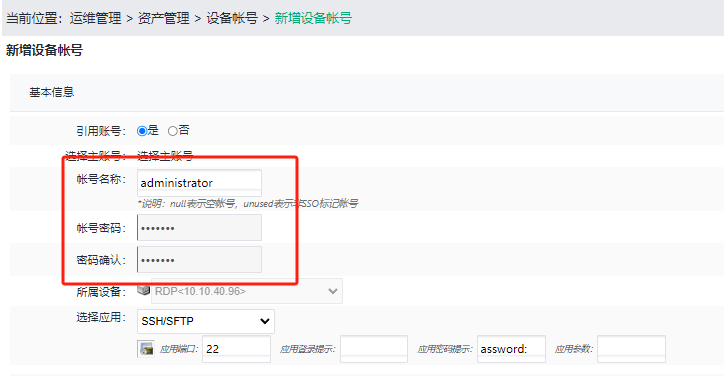 当前位置：运维管理 > 资产管理 > 设备帐号 > 新增设备帐号
新增设备帐号
基本信息
引用账号： 是 否
选择主账号： 选择主账号
帐号名称： administrator
*说明：null表示空帐号，unused表示非SSO标记帐号
帐号密码： •••••••
密码确认： •••••••
所属设备： RDP<10.10.40.96>
选择应用： SSH/SFTP
应用端口： 22 应用登录提示： 应用密码提示： assword: 应用参数：